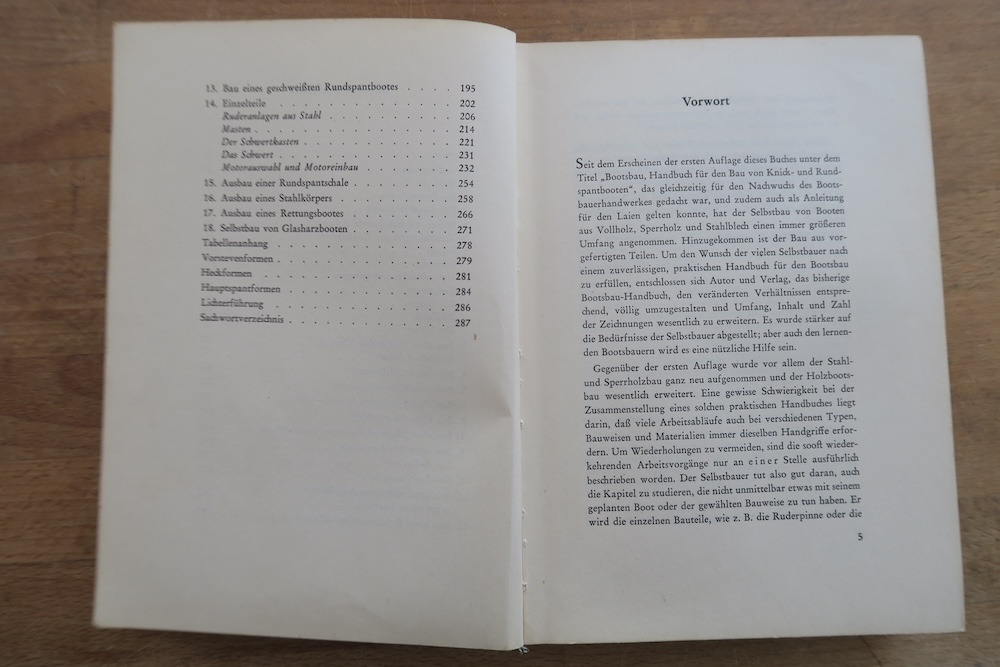 13. Bau eines geschweißten Rundspantbootes . . . . 195
14. Einzelteile . . . . . . . . . . . . . 202
Ruderanlagen aus Stahl . . . . . . . . . 206
Masten . . . . . . . . . . . . . . 214
Der Schwertkasten . . . . . . . . . . . 221
Das Schwert . . . . . . . . . . . . . 231
Motorauswahl und Motoreinbau . . . . . . . 232
15. Ausbau einer Rundspantschale . . . . . . . 254
16. Ausbau eines Stahlkörpers . . . . . . . . 258
17. Ausbau eines Rettungsbootes . . . . . . . 266
18. Selbstbau von Glasharzbooten . . . . . . . 271
Tabellenanhang . . . . . . . . . . . . . 278
Vorstevenformen . . . . . . . . . . . . . 279
Heckformen . . . . . . . . . . . . . . 281
Hauptspantformen . . . . . . . . . . . . 284
Lichterführung . . . . . . . . . . . . . 286
Sachwortverzeichnis . . . . . . . . . . . . 287
Vorwort
Seit dem Erscheinen der ersten Auflage dieses Buches unter dem
Titel „Bootsbau, Handbuch für den Bau von Knick- und Rund-
spantbooten“, das gleichzeitig für den Nachwuchs des Boots-
bauerhandwerkes gedacht war, und zudem auch als Anleitung
für den Laien gelten konnte, hat der Selbstbau von Booten
aus Vollholz, Sperrholz und Stahlblech einen immer größeren
Umfang angenommen. Hinzugekommen ist der Bau aus vor-
gefertigten Teilen. Um den Wunsch der vielen Selbstbauer nach
einem zuverlässigen, praktischen Handbuch für den Bootsbau
zu erfüllen, entschlossen sich Autor und Verlag, das bisherige
Bootsbau-Handbuch, den veränderten Verhältnissen entspre-
chend, völlig umzugestalten und Umfang, Inhalt und Zahl
der Zeichnungen wesentlich zu erweitern. Es wurde stärker auf
die Bedürfnisse der Selbstbauer abgestellt; aber auch den lernen-
den Bootsbauern wird es eine nützliche Hilfe sein.
Gegenüber der ersten Auflage wurde vor allem der Stahl-
und Sperrholzbau ganz neu aufgenommen und der Holzboots-
bau wesentlich erweitert. Eine gewisse Schwierigkeit bei der
Zusammenstellung eines solchen praktischen Handbuches liegt
darin, daß viele Arbeitsabläufe auch bei verschiedenen Typen,
Bauweisen und Materialien immer dieselben Handgriffe erfor-
dern. Um Wiederholungen zu vermeiden, sind die sooft wieder-
kehrenden Arbeitsvorgänge nur an einer Stelle ausführlich
beschrieben worden. Der Selbstbauer tut also gut daran, auch
die Kapitel zu studieren, die nicht unmittelbar etwas mit seinem
geplanten Boot oder der gewählten Bauweise zu tun haben. Er
wird die einzelnen Bauteile, wie z. B. die Ruderpinne oder die
5